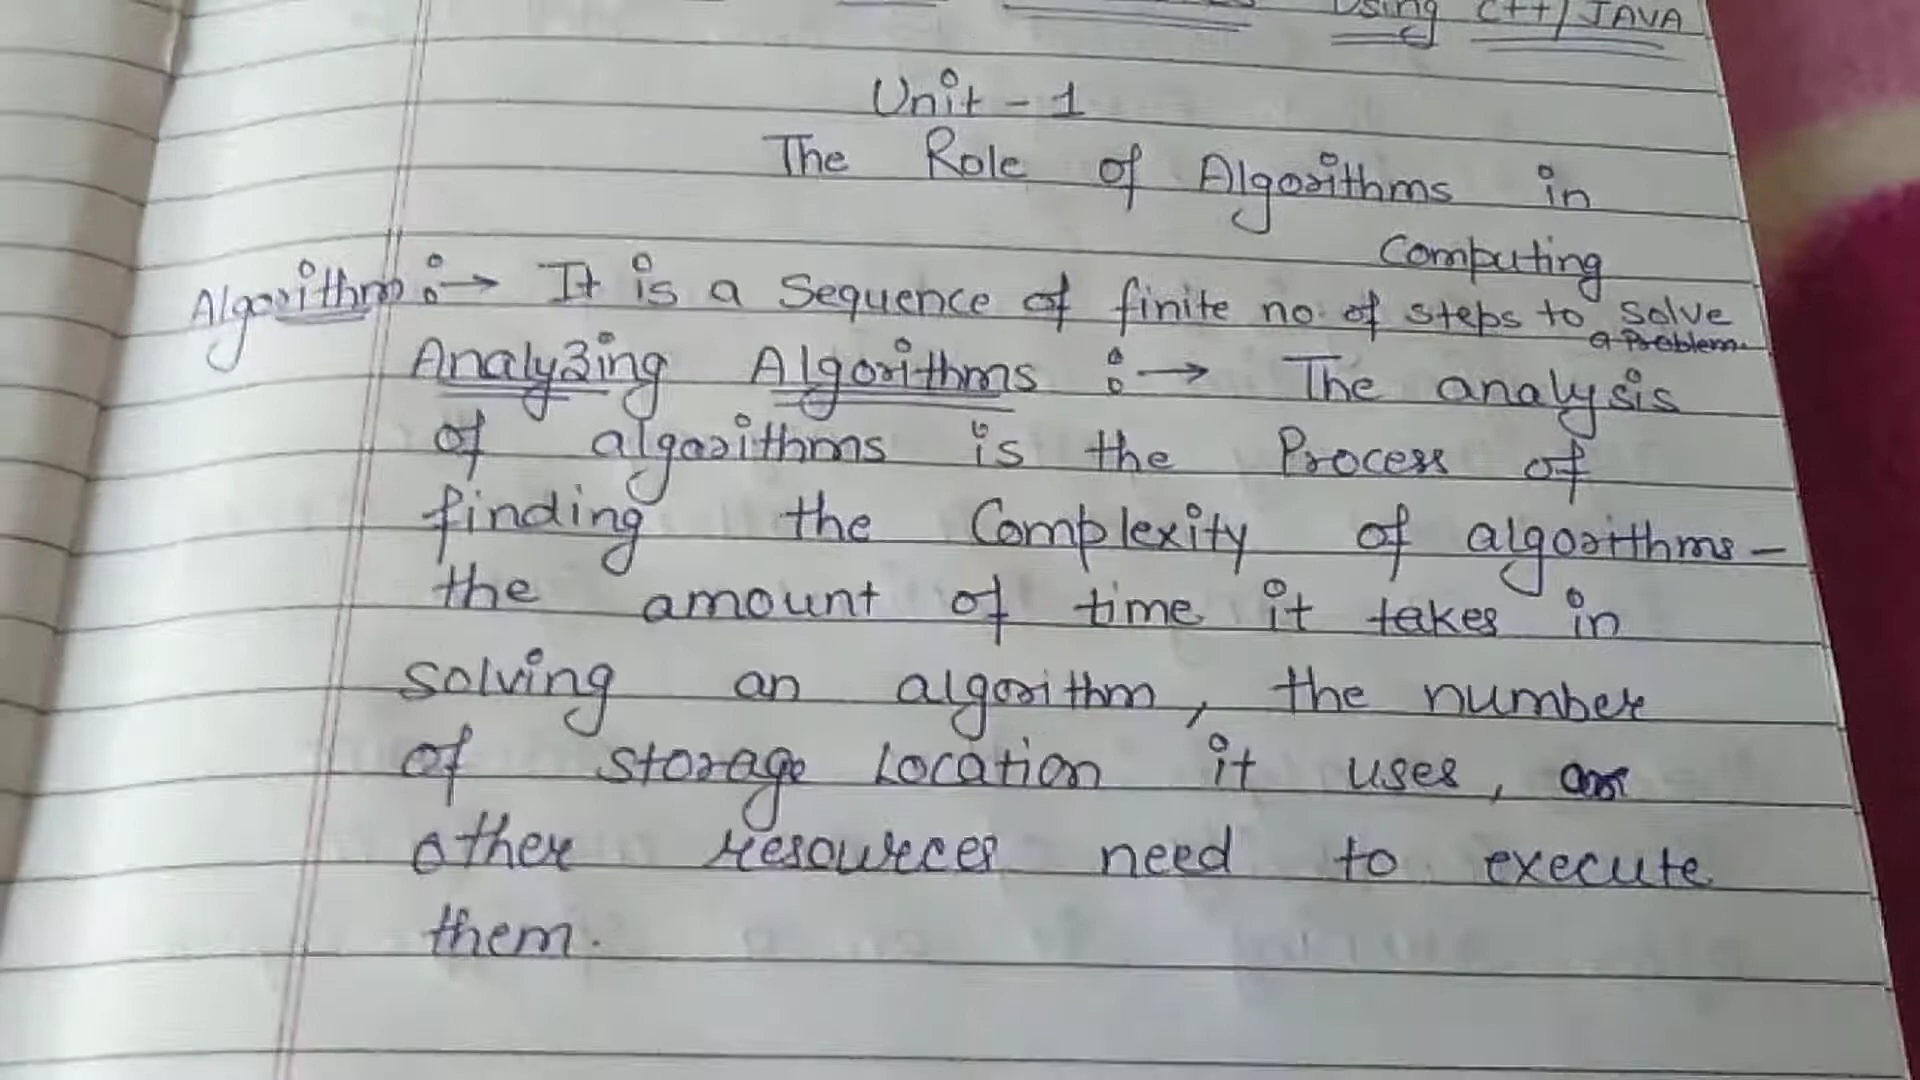 Using C++/JAVA
Unit - 1
The Role of Algorithms in
Computing
Algorithm :→ It is a Sequence of finite no. of steps to solve
a Problem.
Analyzing Algorithms :→ The analysis
of algorithms is the Process of
finding the Complexity of algorithms -
the amount of time it takes in
solving an algorithm, the number
of storage Location it uses, or
other resources need to execute
them.